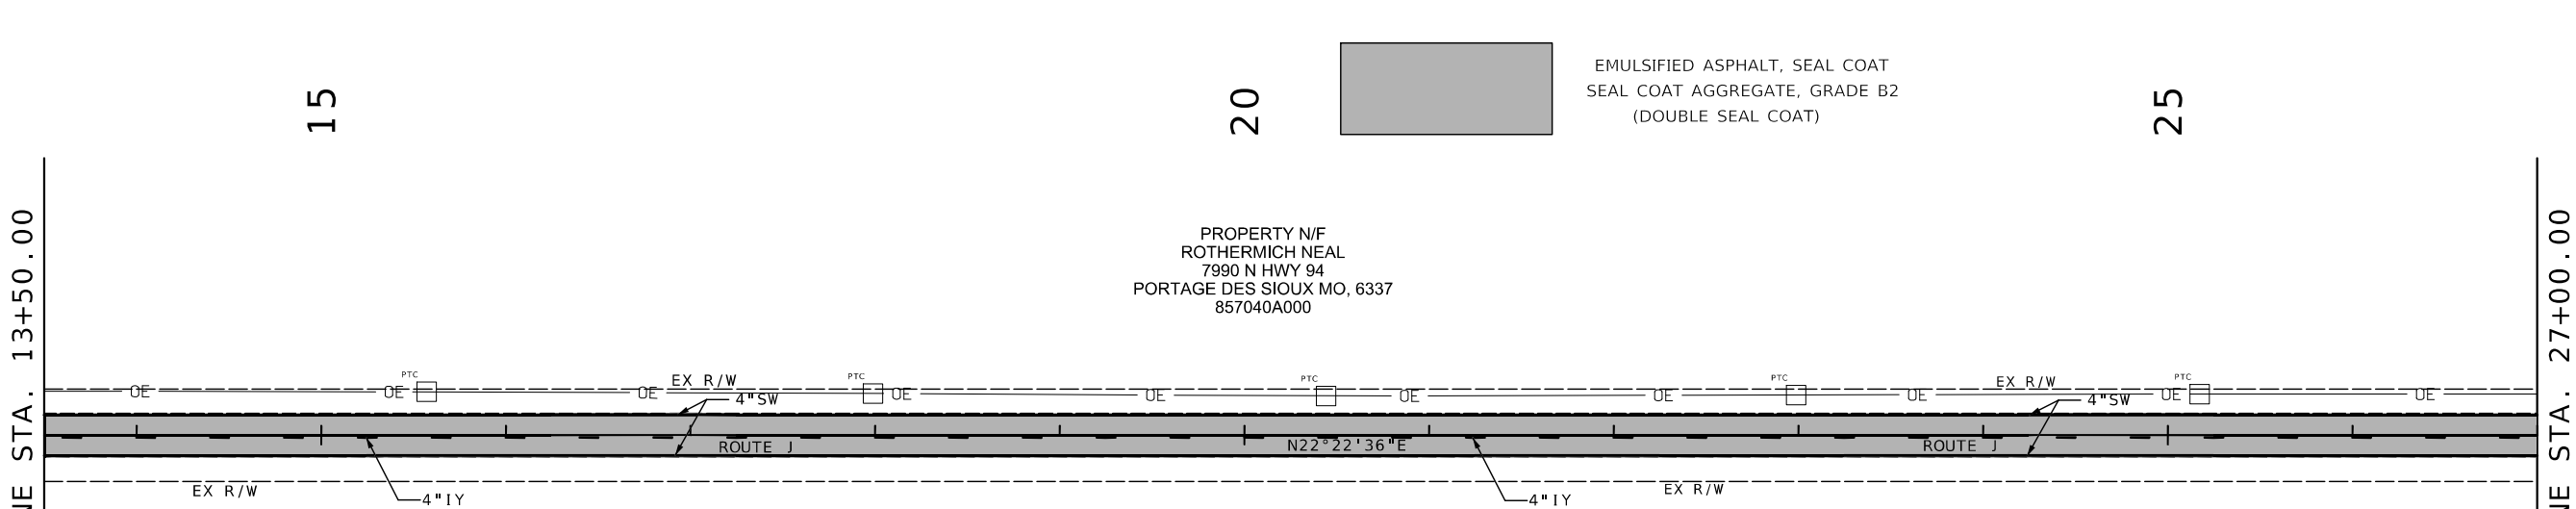 15
20
25
EMULSIFIED ASPHALT, SEAL COAT
SEAL COAT AGGREGATE, GRADE B2
(DOUBLE SEAL COAT)
NE STA. 13+50.00
PROPERTY N/F
ROTHERMICH NEAL
7990 N HWY 94
PORTAGE DES SIOUX MO, 6337
857040A000
NE STA. 27+00.00
PTC
PTC
PTC
PTC
PTC
EX R/W
EX R/W
OE
OE
OE
OE
OE
OE
OE
OE
OE
OE
4"SW
4"SW
ROUTE J
N22°22'36"E
ROUTE J
EX R/W
4"IY
4"IY
EX R/W